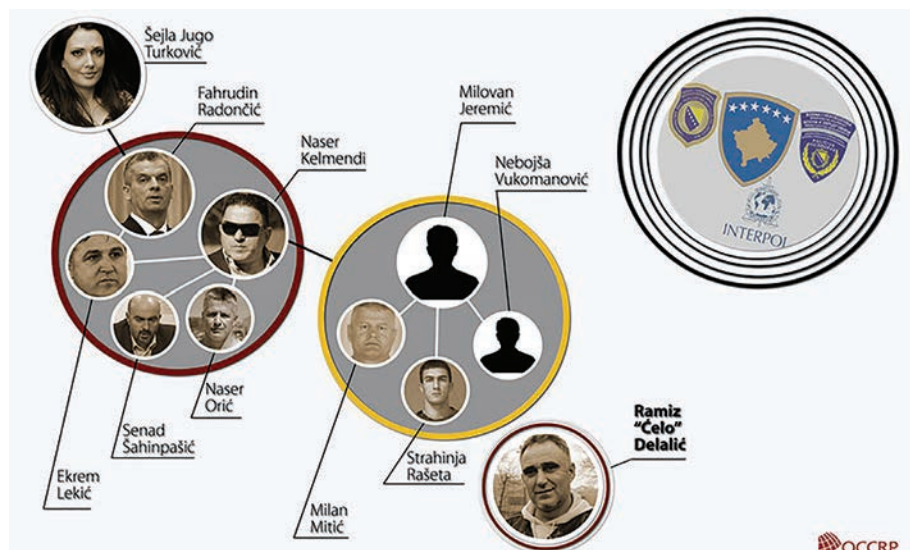 Šejla Jugo
Turković
Fahrudin
Radončić
Naser
Kelmendi
Milovan
Jeremić
Nebojša
Vukomanović
INTERPOL
Naser
Orić
Senad
Šahinpašić
Ekrem
Lekić
Strahinja
Rašeta
Milan
Mitić
Ramiz
"Ćelo"
Delalić
OCCRP